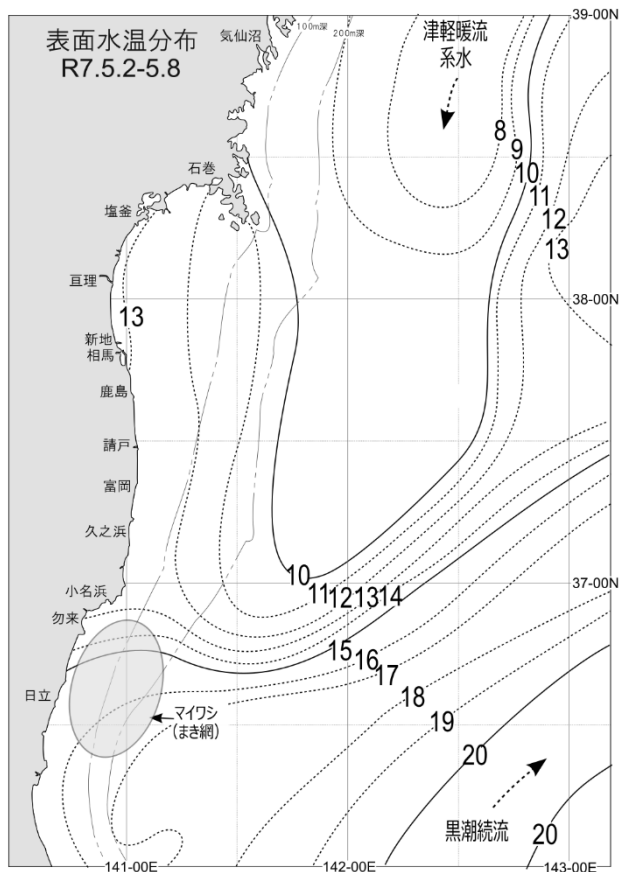 表面水温分布
R7.5.2-5.8
気仙沼
100m深
200m深
津軽暖流
系水
39-00N
石巻
塩釜
亘理
新地
相馬
鹿島
請戸
富岡
久之浜
小名浜
勿来
日立
8
9
10
11
12
13
13
38-00N
37-00N
10
11
12
13
14
15
16
17
18
19
20
20
マイワシ
(まき網)
黒潮続流
141-00E
142-00E
143-00E